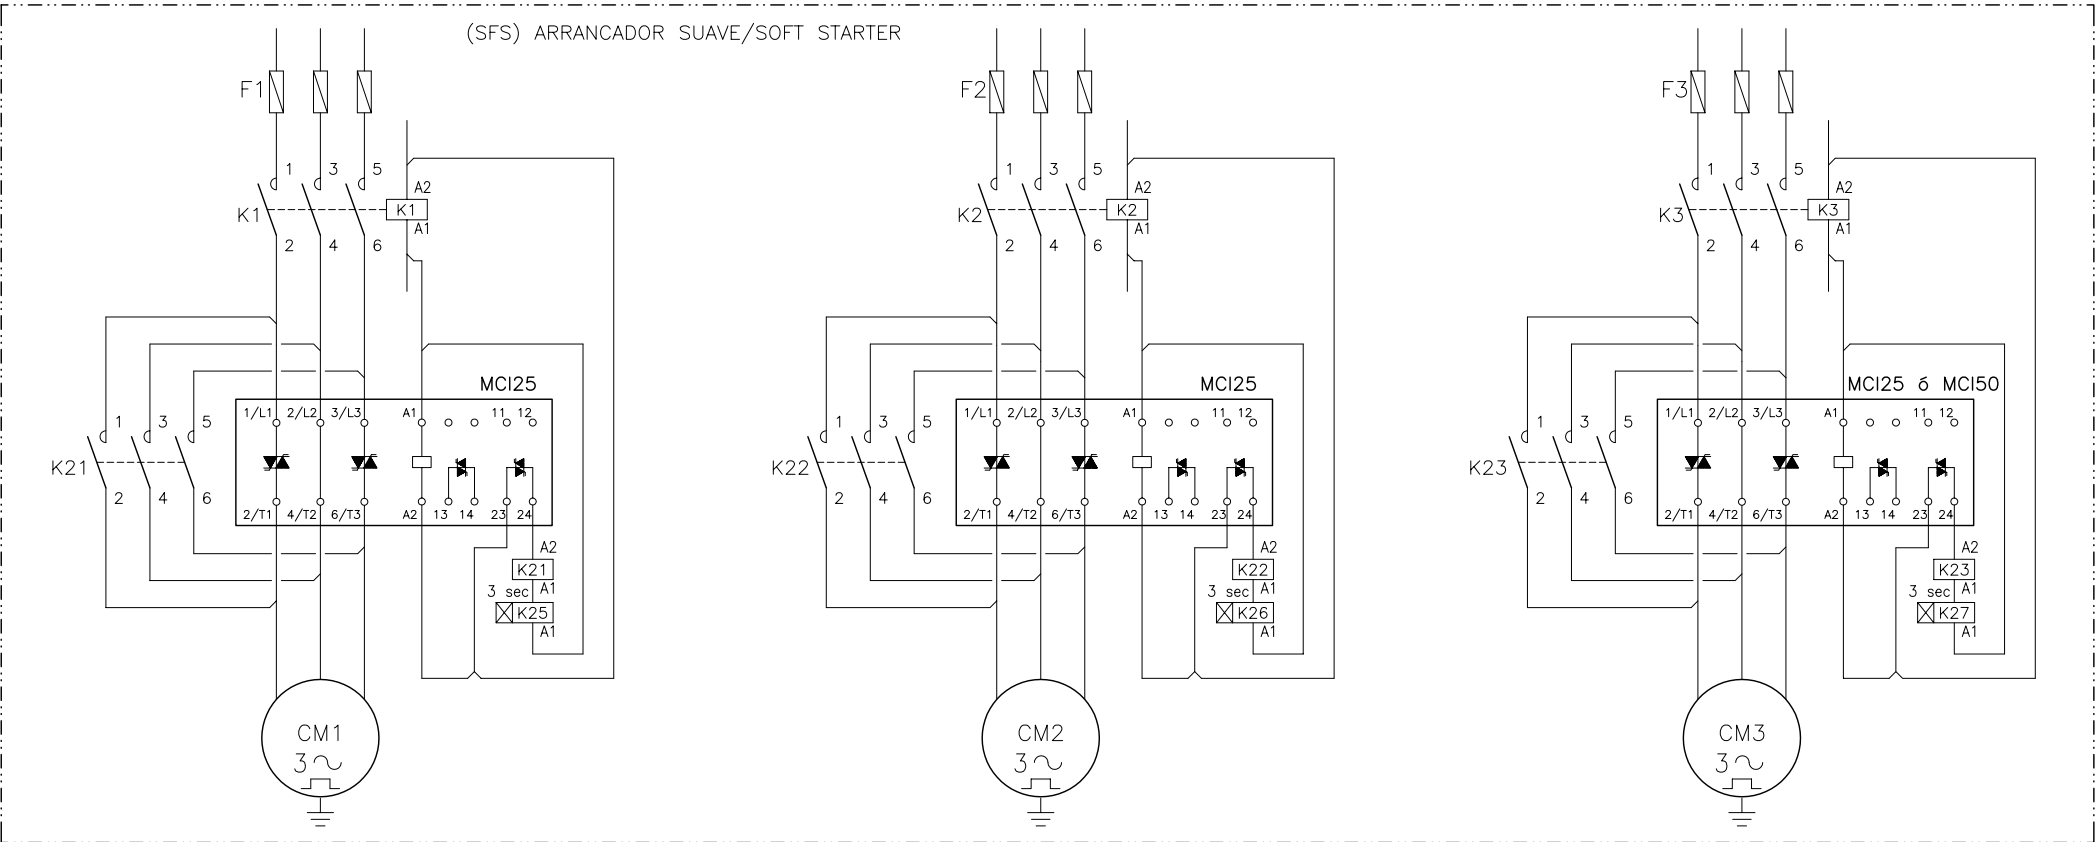 (SFS) ARRANCADOR SUAVE/SOFT STARTER
F1
1 3 5
A2
K1 K1
A1
2 4 6
MCI25
1/L1 2/L2 3/L3 A1 11 12
1 3 5
K21
2 4 6
2/T1 4/T2 6/T3 A2 13 14 23 24
A2
K21
A1
3 sec
K25
A1
CM1
3
F2
1 3 5
A2
K2 K2
A1
2 4 6
MCI25
1/L1 2/L2 3/L3 A1 11 12
1 3 5
K22
2 4 6
2/T1 4/T2 6/T3 A2 13 14 23 24
A2
K22
A1
3 sec
K26
A1
CM2
3
F3
1 3 5
A2
K3 K3
A1
2 4 6
MCI25 ó MCI50
1/L1 2/L2 3/L3 A1 11 12
1 3 5
K23
2 4 6
2/T1 4/T2 6/T3 A2 13 14 23 24
A2
K23
A1
3 sec
K27
A1
CM3
3